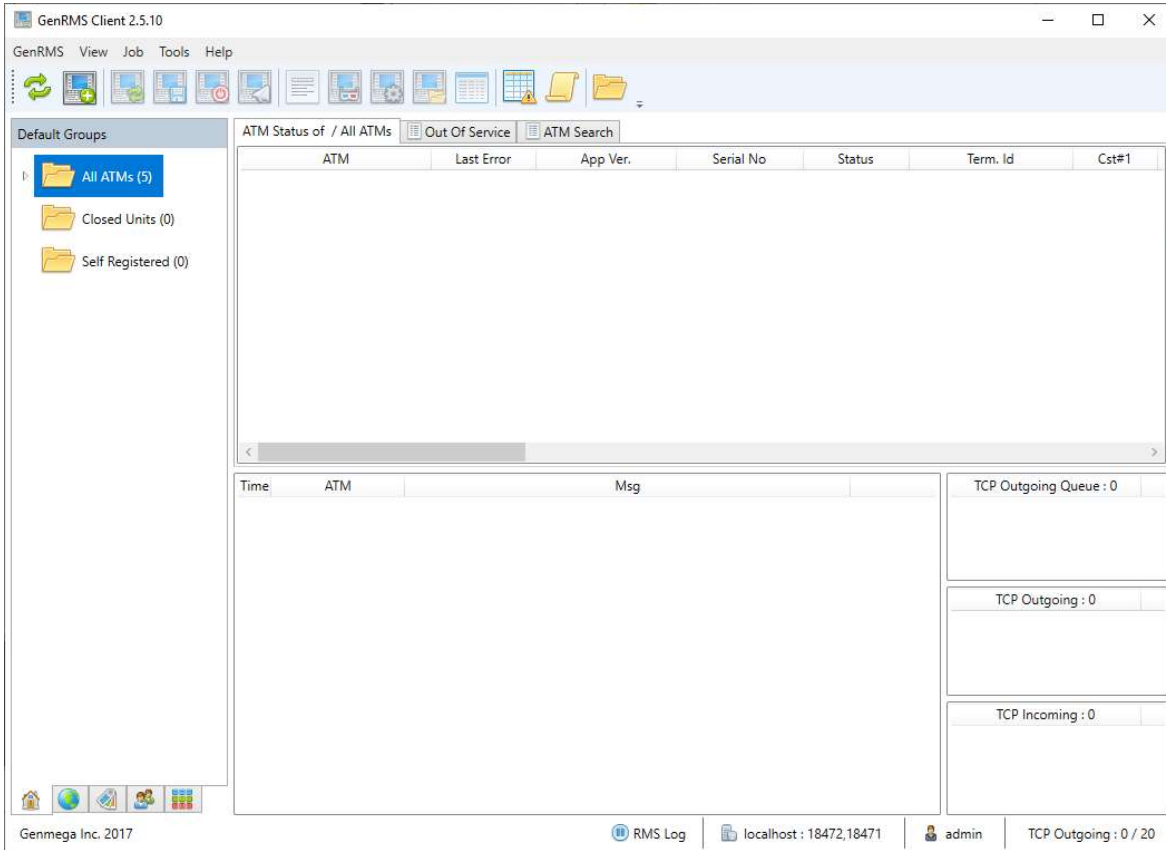 GenRMS Client 2.5.10
GenRMS View Job Tools Help
Default Groups
All ATMs (5)
Closed Units (0)
Self Registered (0)
ATM Status of / All ATMs Out Of Service ATM Search
ATM Last Error App Ver. Serial No Status Term. Id Cst#1
Time ATM Msg
TCP Outgoing Queue : 0
TCP Outgoing : 0
TCP Incoming : 0
Genmega Inc. 2017 RMS Log localhost : 18472,18471 admin TCP Outgoing : 0 / 20